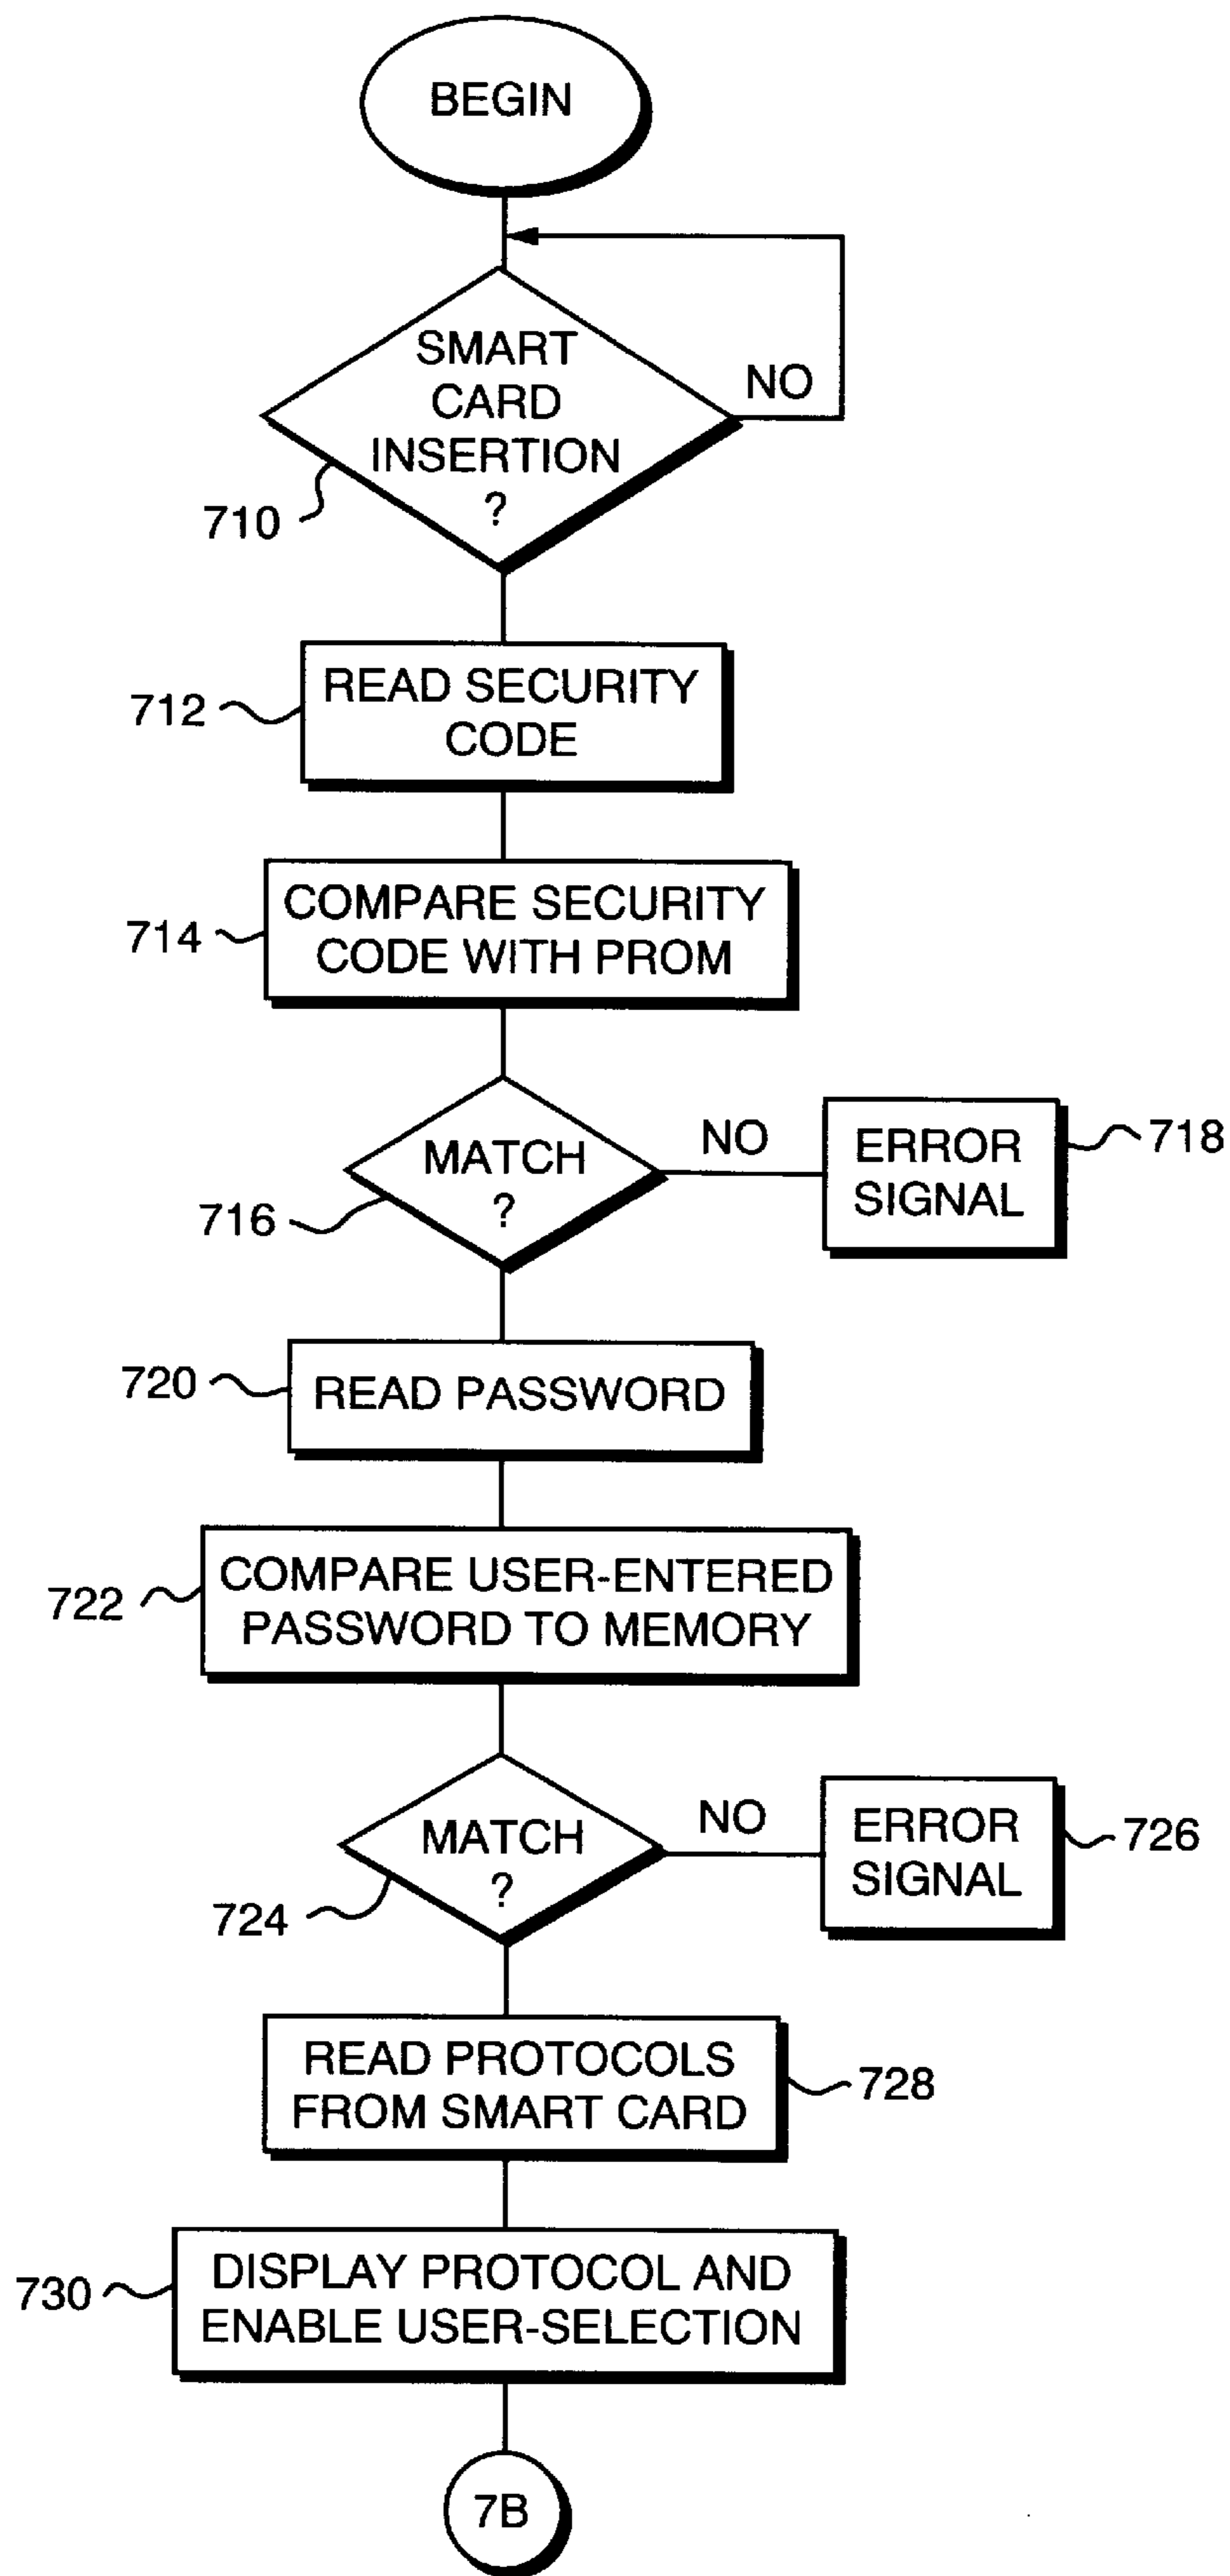 BEGIN
SMART
CARD
INSERTION
?
NO
710
READ SECURITY
CODE
712
COMPARE SECURITY
CODE WITH PROM
714
MATCH
?
NO
716
ERROR
SIGNAL
718
READ PASSWORD
720
COMPARE USER-ENTERED
PASSWORD TO MEMORY
722
MATCH
?
NO
724
ERROR
SIGNAL
726
READ PROTOCOLS
FROM SMART CARD
728
DISPLAY PROTOCOL AND
ENABLE USER-SELECTION
730
7B